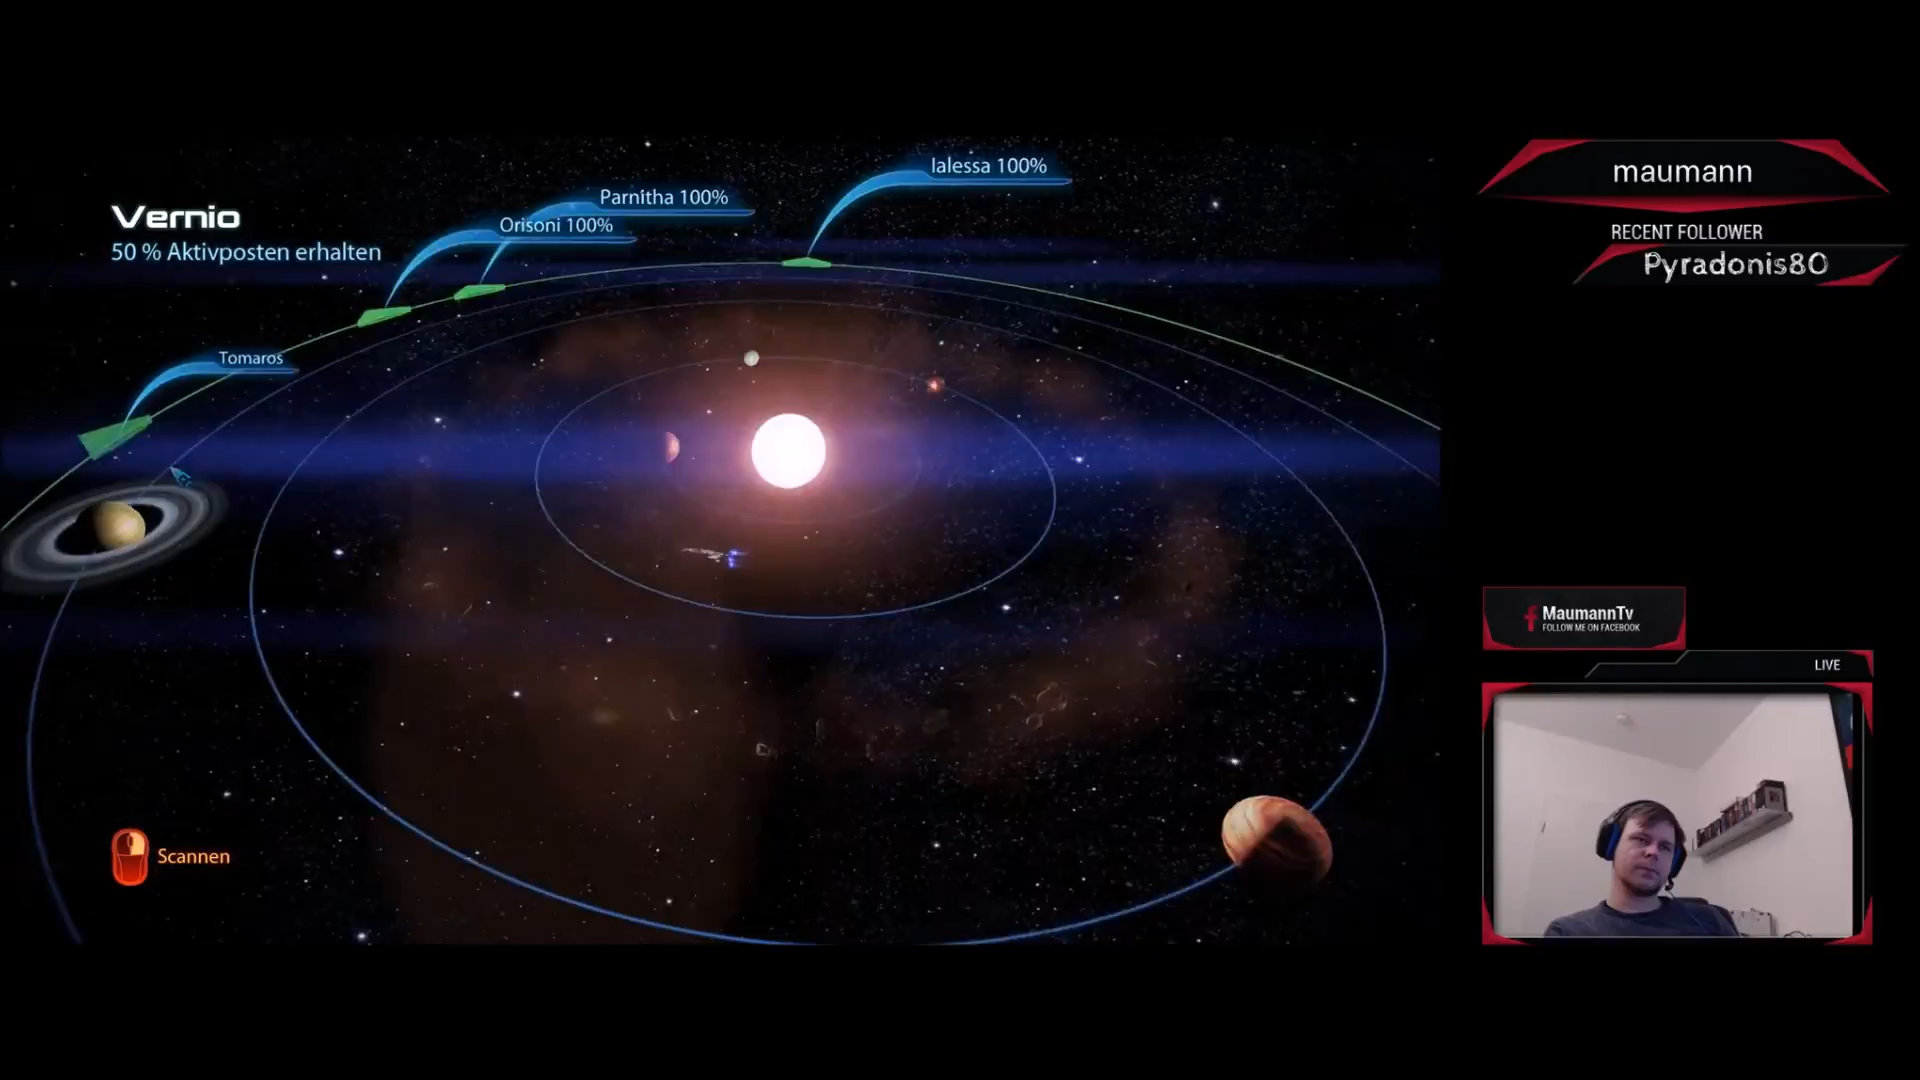 Vernio
50 % Aktivposten erhalten
Tomaros
Orisoni 100%
Parnitha 100%
Ialessa 100%
Scannen
maumann
RECENT FOLLOWER
Pyradonis80
MaumannTv
FOLLOW ME ON FACEBOOK
LIVE